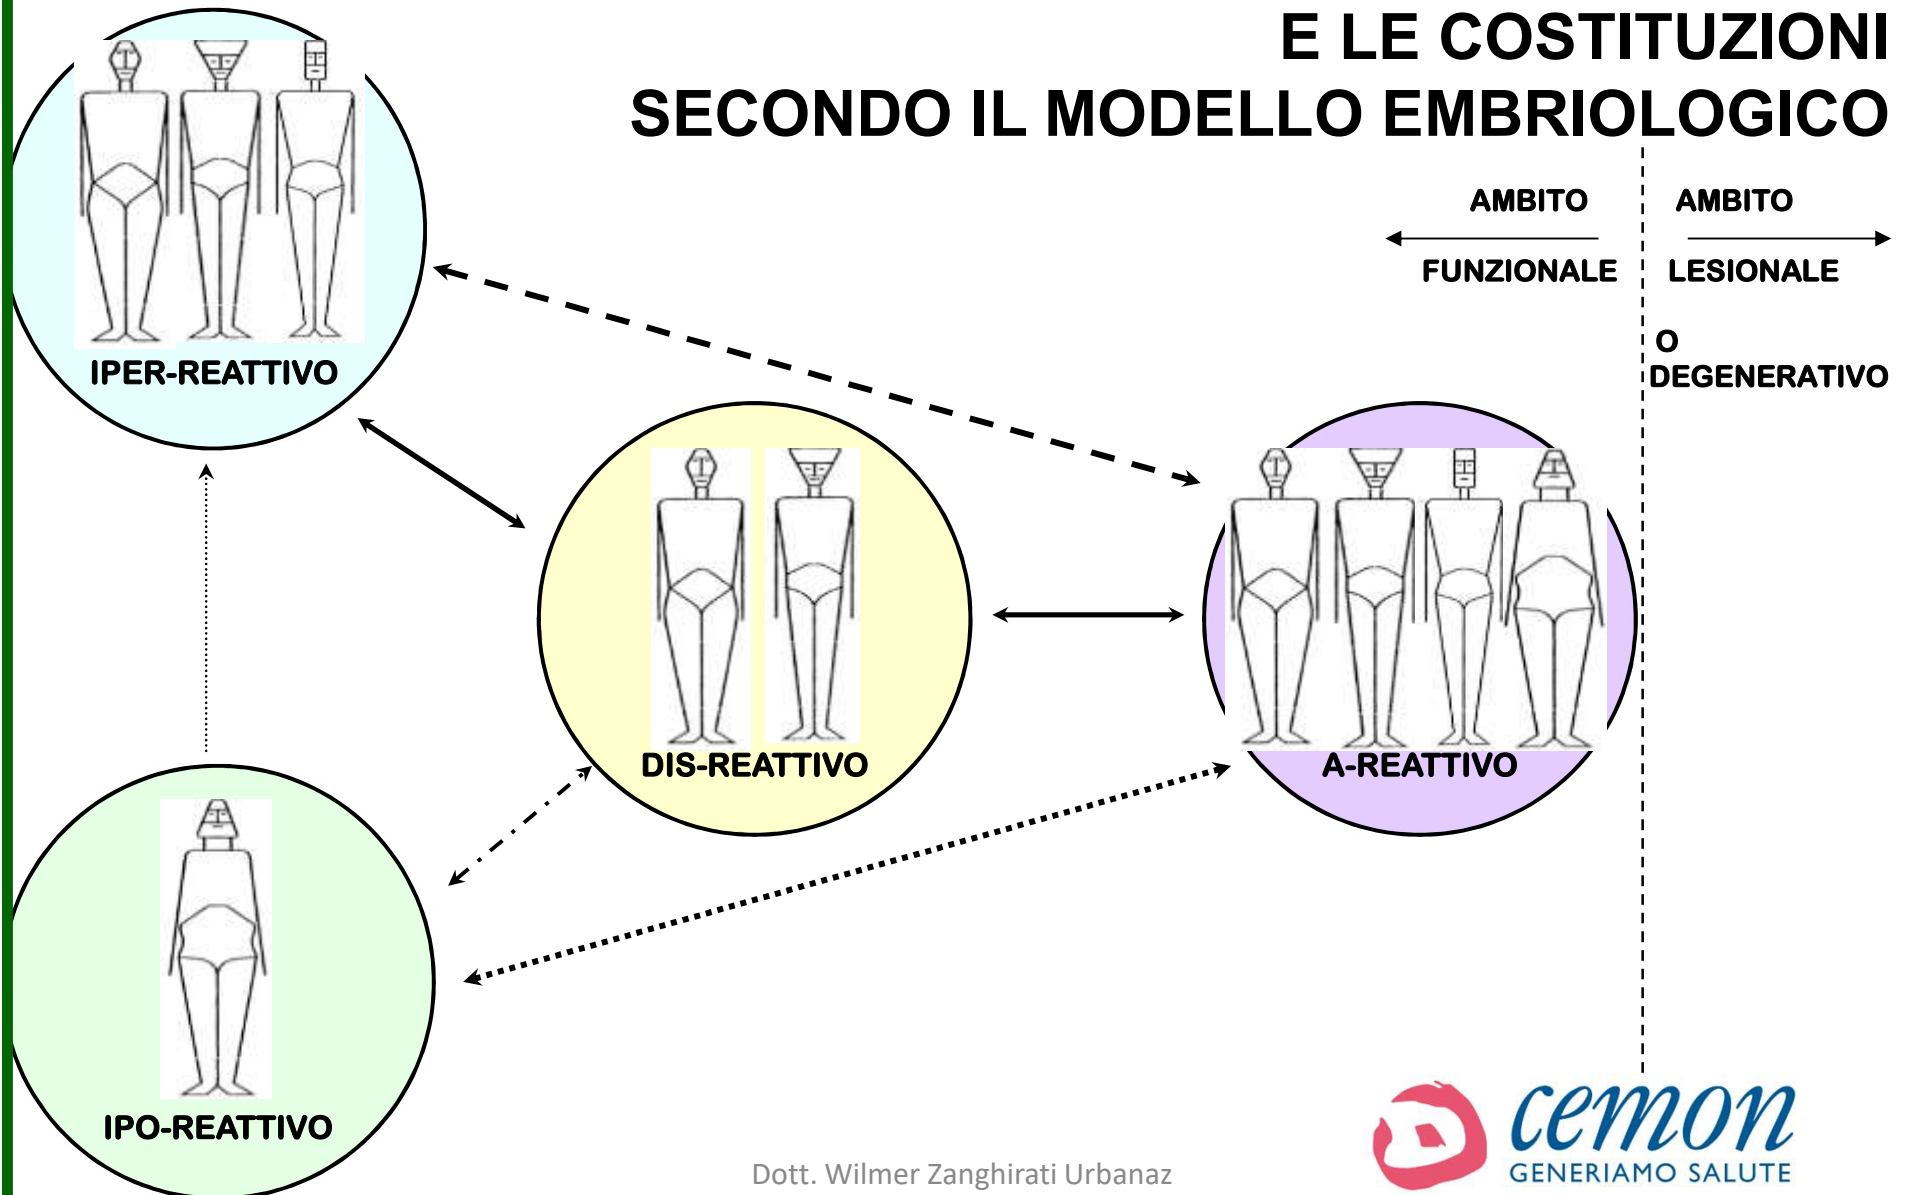 E LE COSTITUZIONI
SECONDO IL MODELLO EMBRIOLOGICO
AMBITO
FUNZIONALE
AMBITO
LESIONALE
O
DEGENERATIVO
IPER-REATTIVO
DIS-REATTIVO
A-REATTIVO
IPO-REATTIVO
Dott. Wilmer Zanghirati Urbanaz
cemon
GENERIAMO SALUTE